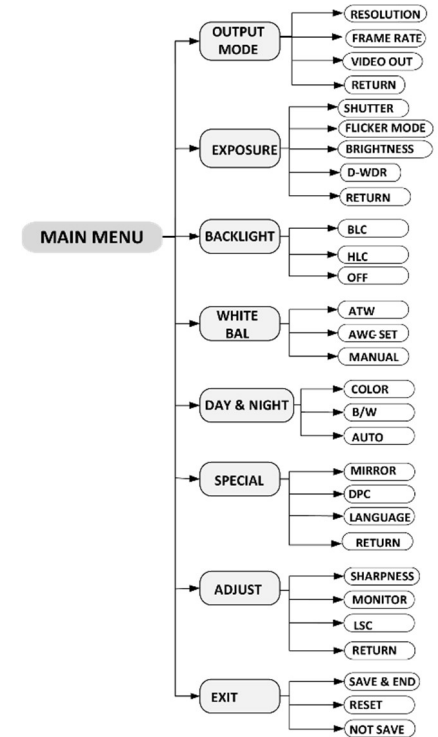 MAIN MENU
OUTPUT
MODE
RESOLUTION
FRAME RATE
VIDEO OUT
RETURN
EXPOSURE
SHUTTER
FLICKER MODE
BRIGHTNESS
D-WDR
RETURN
BACKLIGHT
BLC
HLC
OFF
WHITE
BAL
ATW
AWC-SET
MANUAL
DAY & NIGHT
COLOR
B/W
AUTO
SPECIAL
MIRROR
DPC
LANGUAGE
RETURN
ADJUST
SHARPNESS
MONITOR
LSC
RETURN
EXIT
SAVE & END
RESET
NOT SAVE